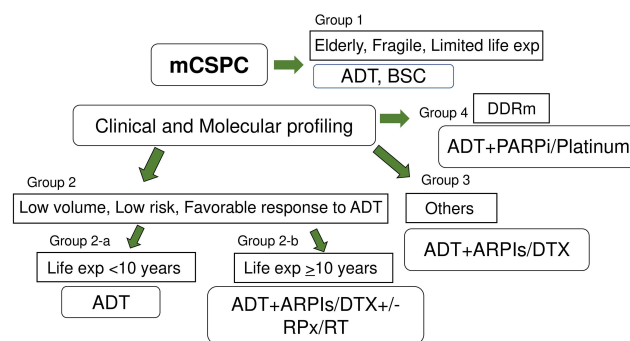 Group 1
mCSPC
Elderly, Fragile, Limited life exp
ADT, BSC
Clinical and Molecular profiling
Group 4
DDRm
ADT+PARPi/Platinum
Group 2
Low volume, Low risk, Favorable response to ADT
Group 3
Others
ADT+ARPIs/DTX
Group 2-a
Life exp <10 years
ADT
Group 2-b
Life exp ≥10 years
ADT+ARPIs/DTX+/-
RPx/RT